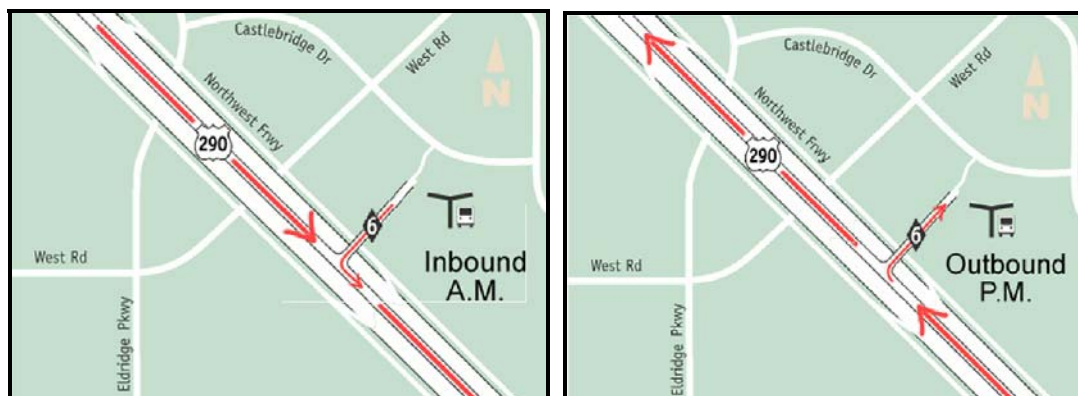 Castlebridge Dr
West Rd
N
Northwest Frwy
290
6
West Rd
Inbound
A.M.
Eldridge Pkwy
Castlebridge Dr
West Rd
N
Northwest Frwy
290
6
West Rd
Outbound
P.M.
Eldridge Pkwy